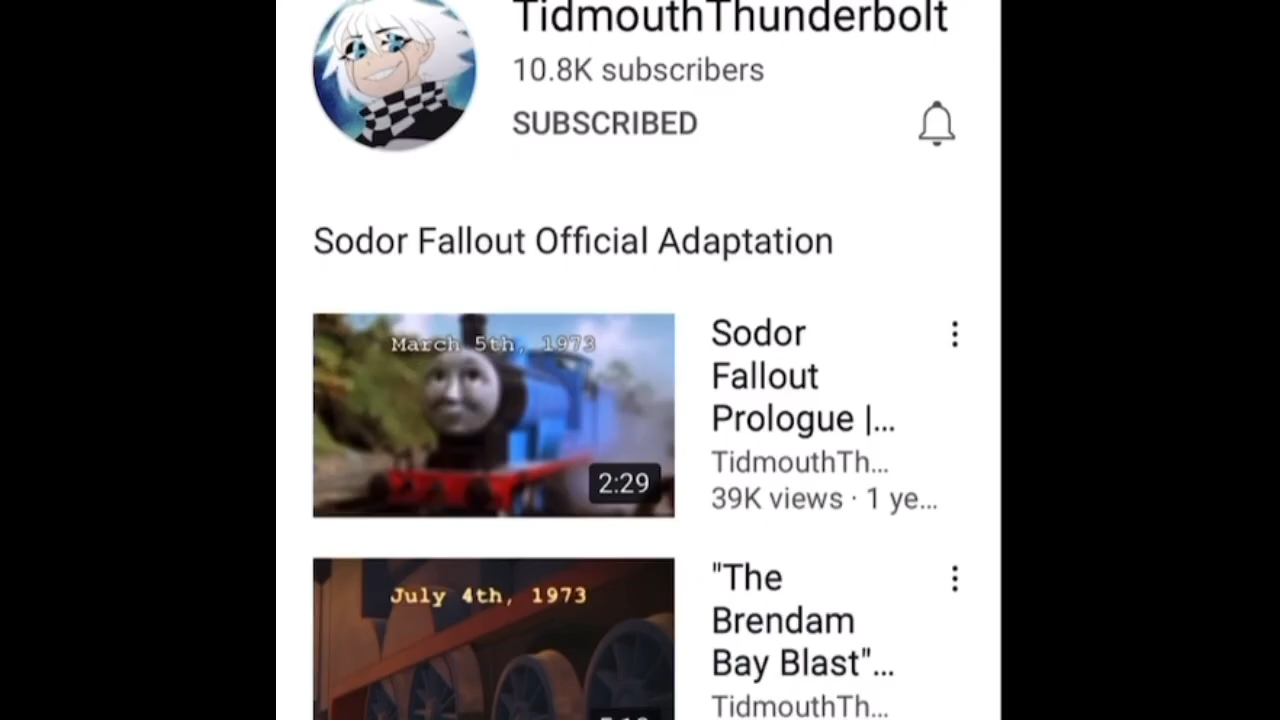 TidmouthThunderbolt
10.8K subscribers
SUBSCRIBED
Sodor Fallout Official Adaptation
March 5th, 1973
2:29
Sodor
Fallout
Prologue |...
TidmouthTh...
39K views · 1 ye...
July 4th, 1973
"The
Brendam
Bay Blast"...
TidmouthTh...